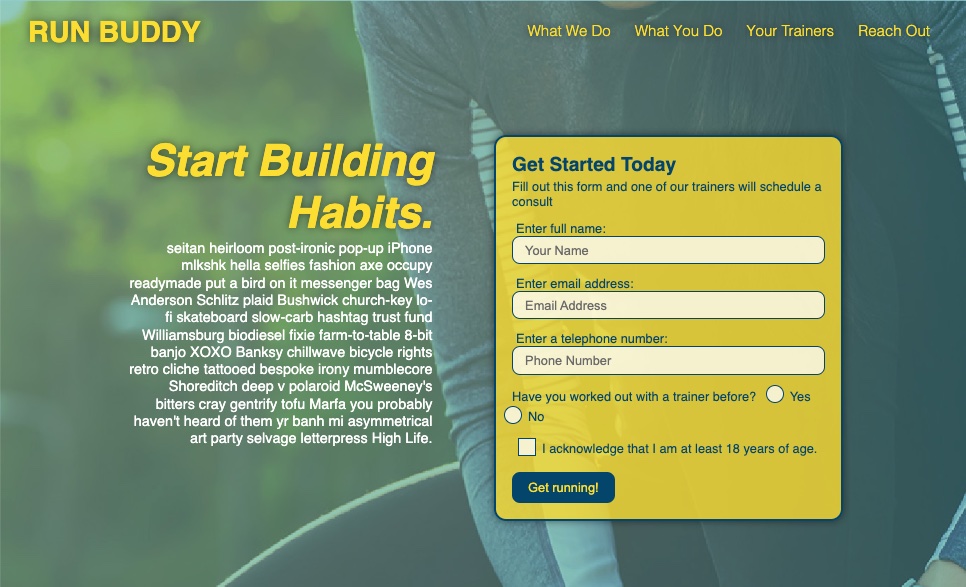 RUN BUDDY
What We Do What You Do Your Trainers Reach Out
Start Building
Habits.
seitan heirloom post-ironic pop-up iPhone
mlkshk hella selfies fashion axe occupy
readymade put a bird on it messenger bag Wes
Anderson Schlitz plaid Bushwick church-key lo-
fi skateboard slow-carb hashtag trust fund
Williamsburg biodiesel fixie farm-to-table 8-bit
banjo XOXO Banksy chillwave bicycle rights
retro cliche tattooed bespoke irony mumblecore
Shoreditch deep v polaroid McSweeney's
bitters cray gentrify tofu Marfa you probably
haven't heard of them yr banh mi asymmetrical
art party selvage letterpress High Life.
Get Started Today
Fill out this form and one of our trainers will schedule a
consult
Enter full name:
Your Name
Enter email address:
Email Address
Enter a telephone number:
Phone Number
Have you worked out with a trainer before? Yes
No
I acknowledge that I am at least 18 years of age.
Get running!